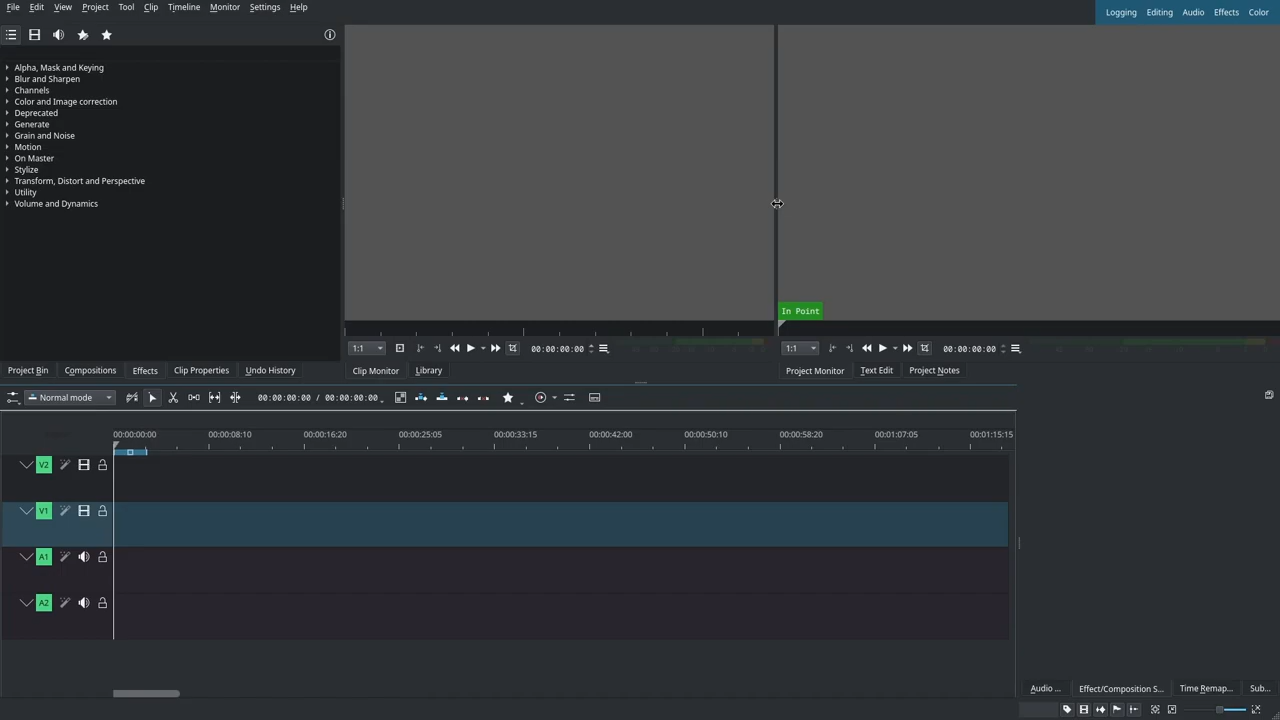 File Edit View Project Tool Clip Timeline Monitor Settings Help
Logging Editing Audio Effects Color
Alpha, Mask and Keying
Blur and Sharpen
Channels
Color and Image correction
Deprecated
Generate
Grain and Noise
Motion
On Master
Stylize
Transform, Distort and Perspective
Utility
Volume and Dynamics
In Point
1:1 00:00:00:00
1:1 00:00:00:00
Project Bin Compositions Effects Clip Properties Undo History
Clip Monitor Library
Project Monitor Text Edit Project Notes
Normal mode 00:00:00:00 / 00:00:00:00
00:00:00:00 00:00:08:10 00:00:16:20 00:00:25:05 00:00:33:15 00:00:42:00 00:00:50:10 00:00:58:20 00:01:07:05 00:01:15:15
V2
V1
A1
A2
Audio ... Effect/Composition S... Time Remap... Sub...